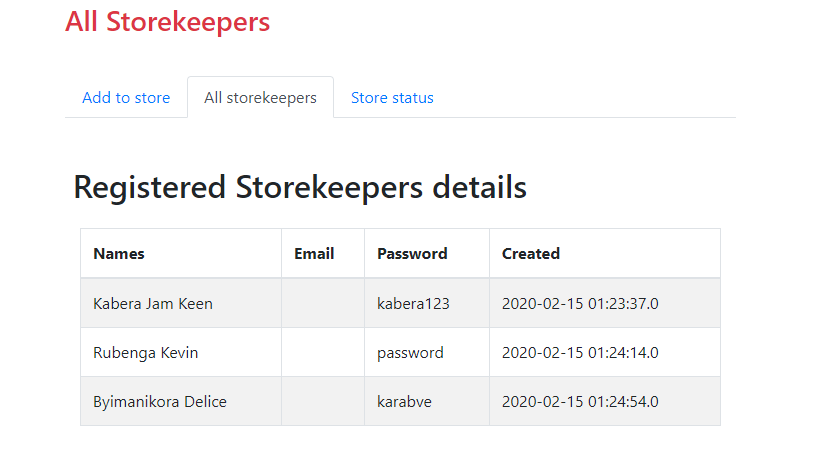 All Storekeepers
Add to store All storekeepers Store status
Registered Storekeepers details
Names Email Password Created
Kabera Jam Keen kabera123 2020-02-15 01:23:37.0
Rubenga Kevin password 2020-02-15 01:24:14.0
Byimanikora Delice karabve 2020-02-15 01:24:54.0